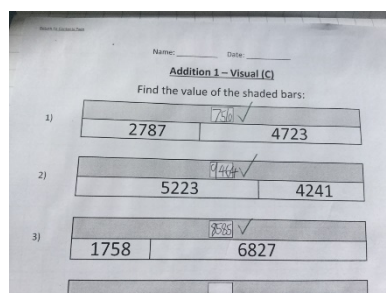 Name: Date:
Addition 1 – Visual (C)
Find the value of the shaded bars:
1)
2787 4723
2)
9464
5223 4241
3)
8585
1758 6827